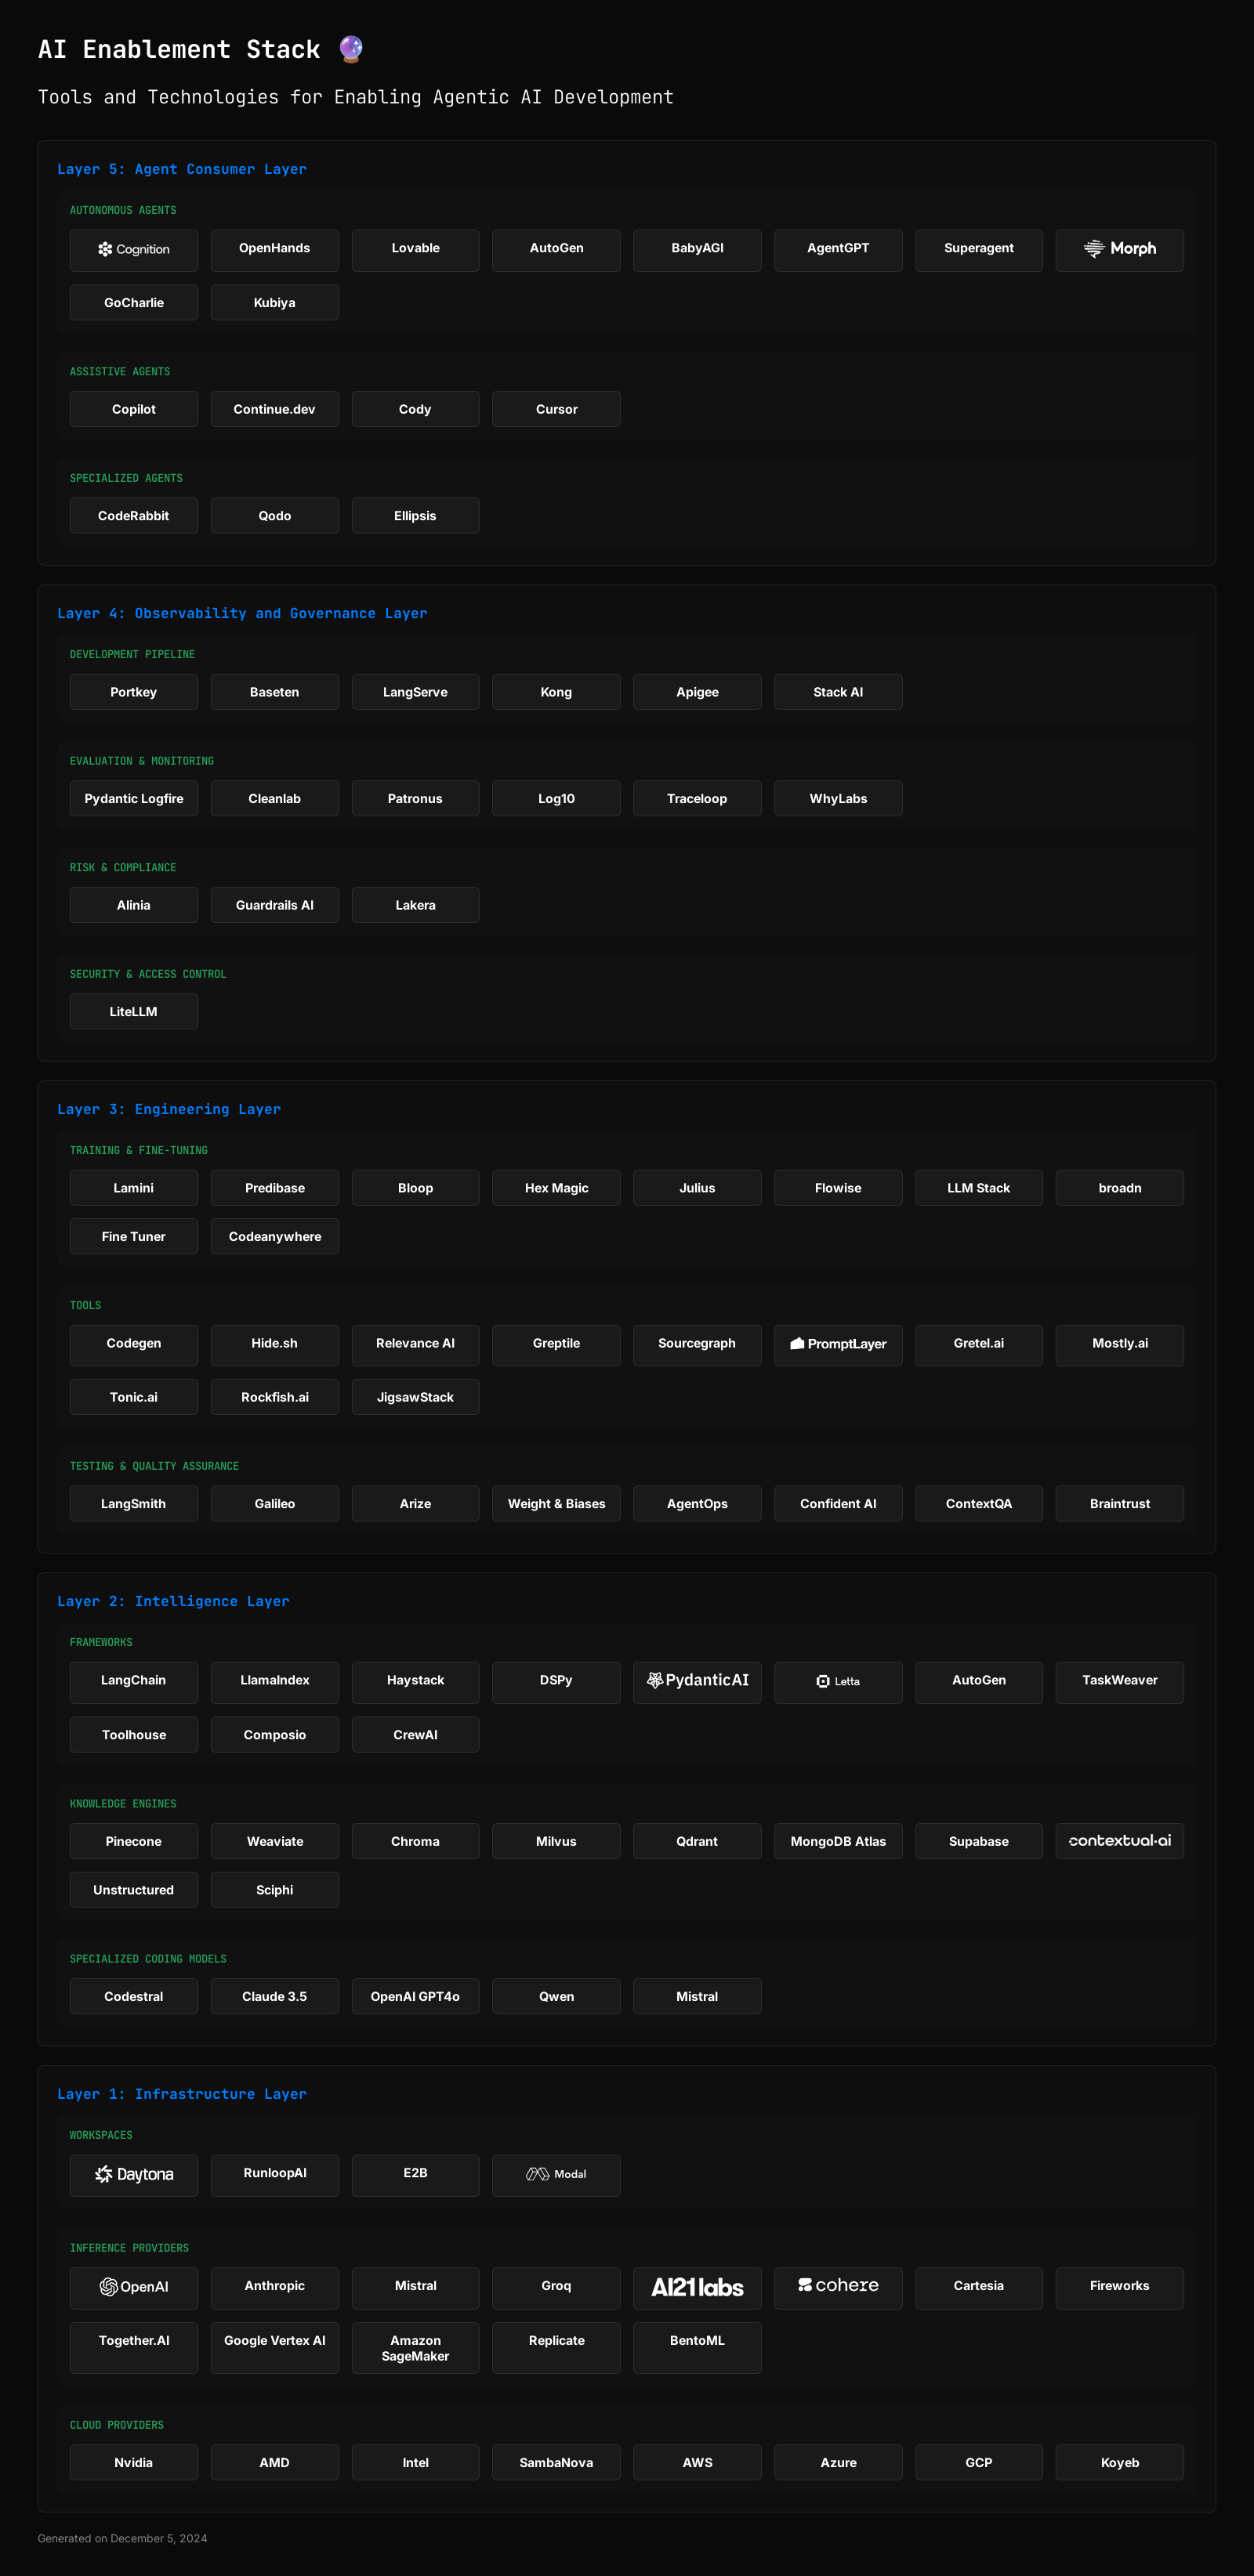 AI Enablement Stack 🔮
Tools and Technologies for Enabling Agentic AI Development
Layer 5: Agent Consumer Layer
AUTONOMOUS AGENTS
Cognition OpenHands Lovable AutoGen BabyAGI AgentGPT Superagent Morph
GoCharlie Kubiya
ASSISTIVE AGENTS
Copilot Continue.dev Cody Cursor
SPECIALIZED AGENTS
CodeRabbit Qodo Ellipsis
Layer 4: Observability and Governance Layer
DEVELOPMENT PIPELINE
Portkey Baseten LangServe Kong Apigee Stack AI
EVALUATION & MONITORING
Pydantic Logfire Cleanlab Patronus Log10 Traceloop WhyLabs
RISK & COMPLIANCE
Alinia Guardrails AI Lakera
SECURITY & ACCESS CONTROL
LiteLLM
Layer 3: Engineering Layer
TRAINING & FINE-TUNING
Lamini Predibase Bloop Hex Magic Julius Flowise LLM Stack broadn
Fine Tuner Codeanywhere
TOOLS
Codegen Hide.sh Relevance AI Greptile Sourcegraph PromptLayer Gretel.ai Mostly.ai
Tonic.ai Rockfish.ai JigsawStack
TESTING & QUALITY ASSURANCE
LangSmith Galileo Arize Weight & Biases AgentOps Confident AI ContextQA Braintrust
Layer 2: Intelligence Layer
FRAMEWORKS
LangChain LlamaIndex Haystack DSPy PydanticAI Letta AutoGen TaskWeaver
Toolhouse Composio CrewAI
KNOWLEDGE ENGINES
Pinecone Weaviate Chroma Milvus Qdrant MongoDB Atlas Supabase contextual·ai
Unstructured Sciphi
SPECIALIZED CODING MODELS
Codestral Claude 3.5 OpenAI GPT4o Qwen Mistral
Layer 1: Infrastructure Layer
WORKSPACES
Daytona RunloopAI E2B Modal
INFERENCE PROVIDERS
OpenAI Anthropic Mistral Groq AI21labs cohere Cartesia Fireworks
Together.AI Google Vertex AI Amazon SageMaker Replicate BentoML
CLOUD PROVIDERS
Nvidia AMD Intel SambaNova AWS Azure GCP Koyeb
Generated on December 5, 2024